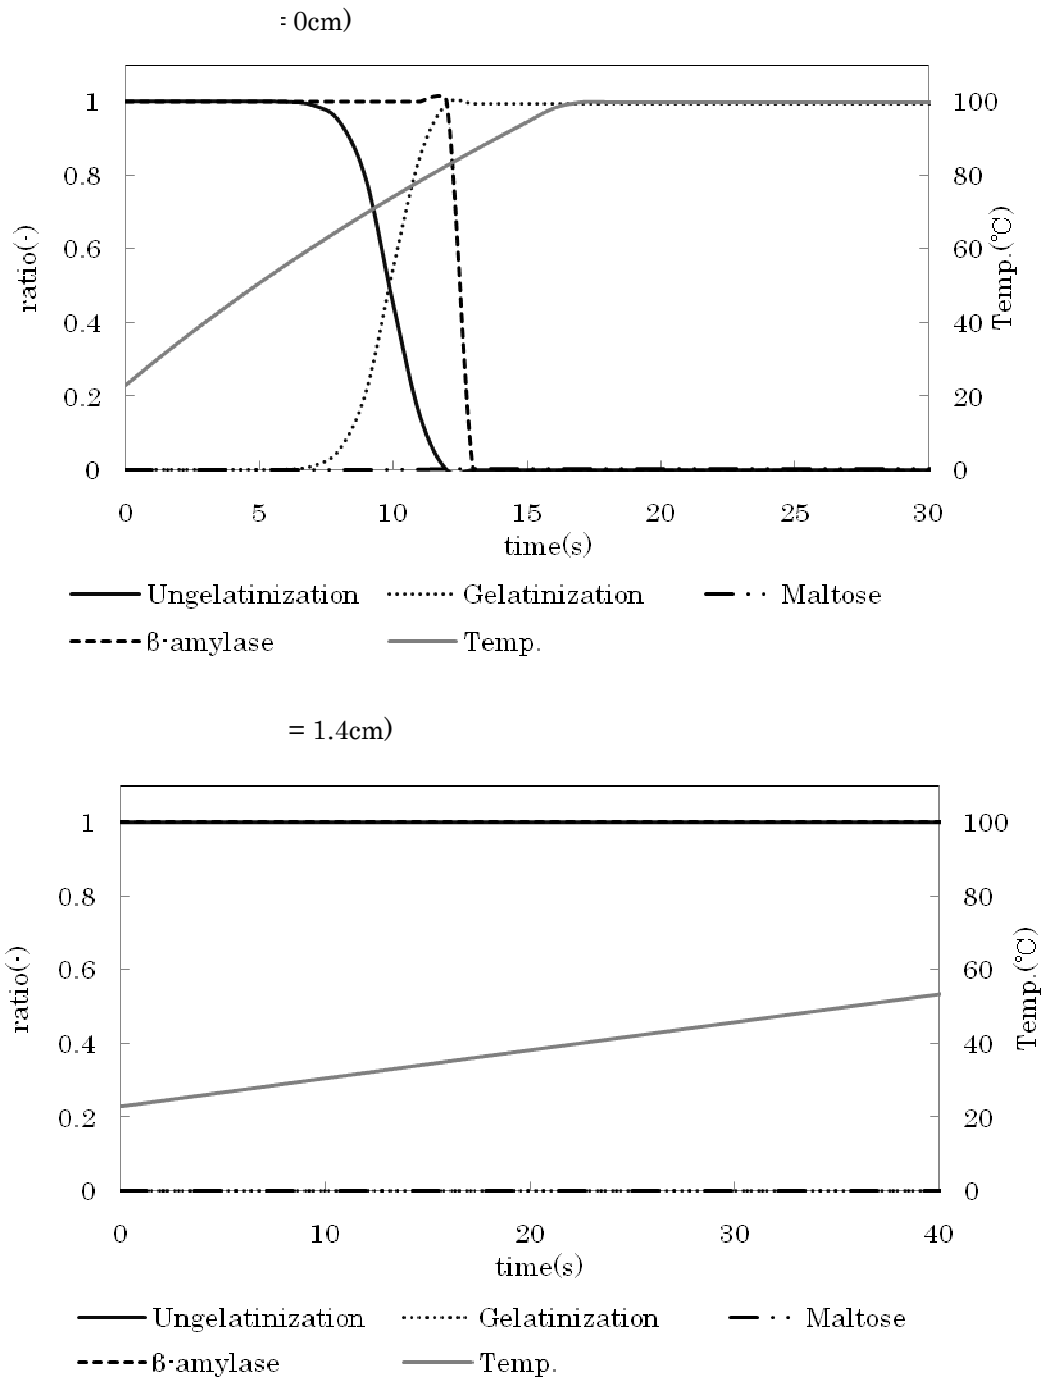 = 0cm)
1
0.8
0.6
0.4
0.2
0
ratio(-)
100
80
60
40
20
0
Temp.(℃)
0 5 10 15 20 25 30
time(s)
Ungelatinization Gelatinization Maltose
β-amylase Temp.
= 1.4cm)
1
0.8
0.6
0.4
0.2
0
ratio(-)
100
80
60
40
20
0
Temp.(℃)
0 10 20 30 40
time(s)
Ungelatinization Gelatinization Maltose
β-amylase Temp.